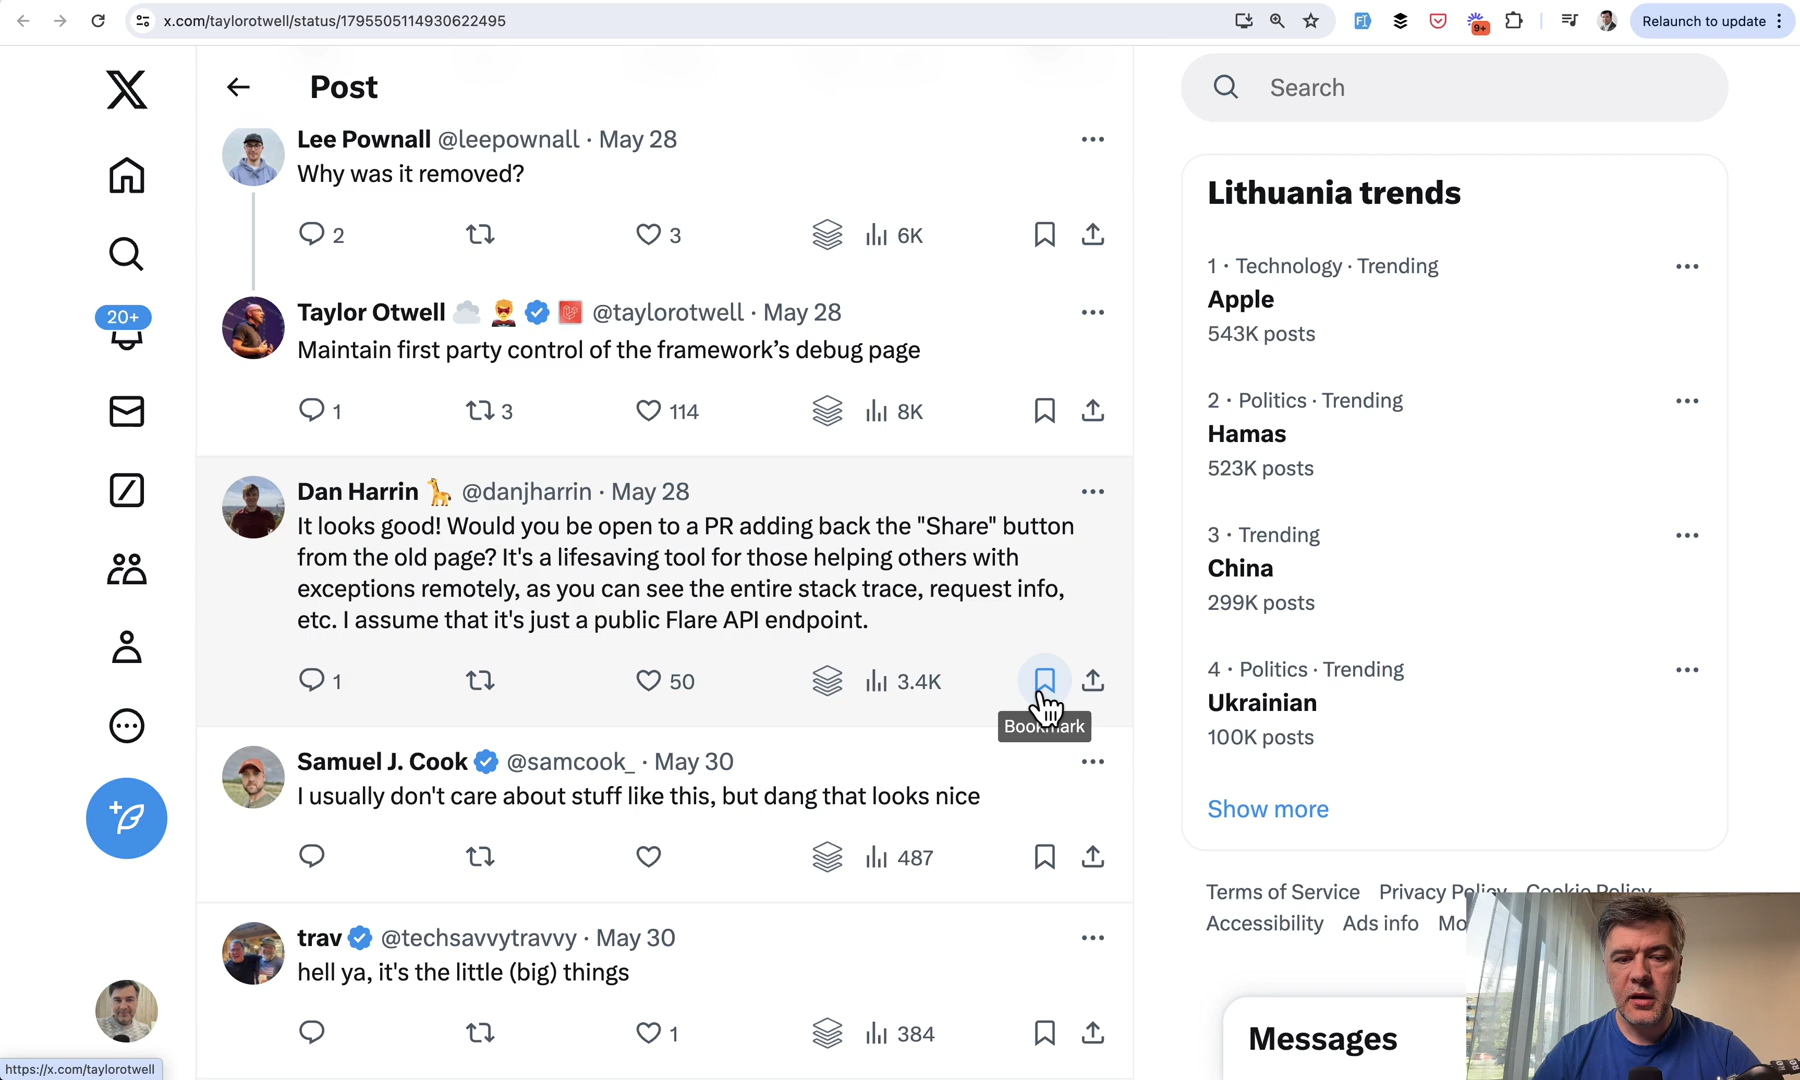 x.com/taylorotwell/status/1795505114930622495
9+
Relaunch to update
Post
Search
Lee Pownall @leepownall · May 28
Why was it removed?
2
3
6K
20+
Taylor Otwell @taylorotwell · May 28
Maintain first party control of the framework's debug page
1
3
114
8K
Dan Harrin @danjharrin · May 28
It looks good! Would you be open to a PR adding back the "Share" button
from the old page? It's a lifesaving tool for those helping others with
exceptions remotely, as you can see the entire stack trace, request info,
etc. I assume that it's just a public Flare API endpoint.
1
50
3.4K
Bookmark
Samuel J. Cook @samcook_ · May 30
I usually don't care about stuff like this, but dang that looks nice
487
trav @techsavvytravvy · May 30
hell ya, it's the little (big) things
1
384
Lithuania trends
1 · Technology · Trending
Apple
543K posts
2 · Politics · Trending
Hamas
523K posts
3 · Trending
China
299K posts
4 · Politics · Trending
Ukrainian
100K posts
Show more
Terms of Service Privacy Policy Cookie Policy
Accessibility Ads info Mo
Messages
https://x.com/taylorotwell